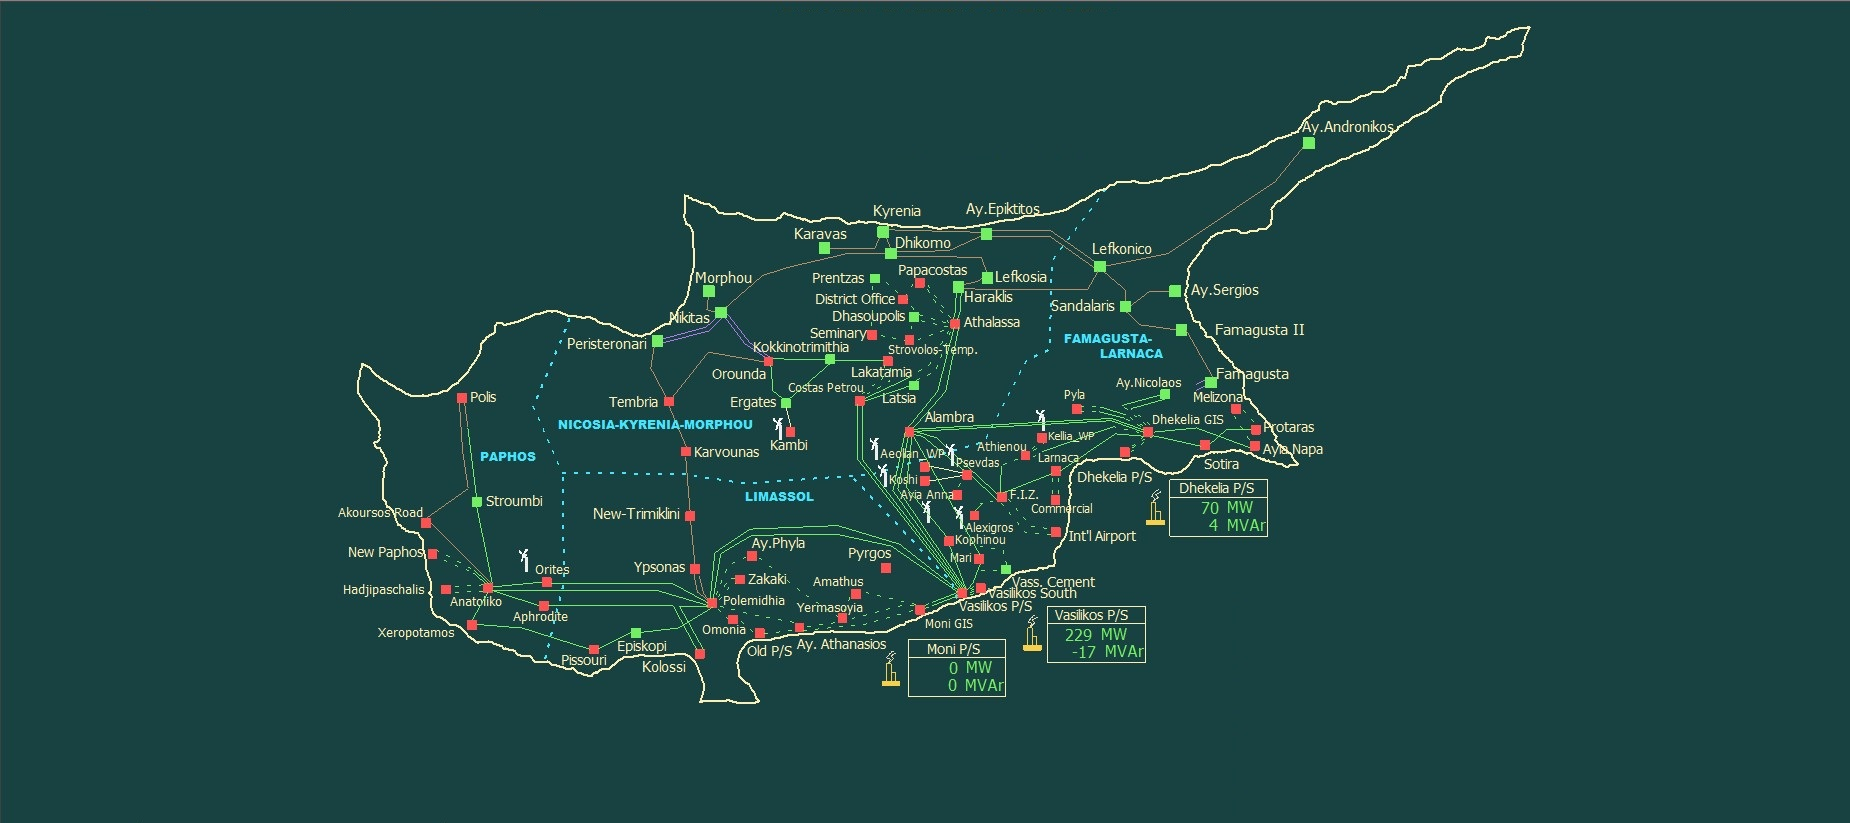 Ay.Andronikos
Kyrenia
Ay.Epiktitos
Karavas
Dhikomo
Lefkonico
Morphou
Prentzas
Papacostas
Lefkosia
Ay.Sergios
District Office
Haraklis
Sandalaris
Nikitas
Dhasoupolis
Athalassa
Famagusta II
Peristeronari
Seminary
Kokkinotrimithia
Strovolos-Temp.
FAMAGUSTA-
LARNACA
Orounda
Lakatamia
Famagusta
Costas Petrou
Ay.Nicolaos
Polis
Tembria
Ergates
Latsia
Pyla
Melizona
NICOSIA-KYRENIA-MORPHOU
Alambra
Dhekelia GIS
Protaras
Kambi
Kellia_WP
PAPHOS
Karvounas
Aeolian_WP
Psevdas
Athienou
Larnaca
Ayia Napa
Sotira
Koshi
Dhekelia P/S
LIMASSOL
Ayia Anna
F.I.Z.
Dhekelia P/S
70 MW
4 MVAr
Stroumbi
Commercial
Akoursos Road
New-Trimiklini
Alexigros
Int'l Airport
Kophinou
New Paphos
Ay.Phyla
Pyrgos
Mari
Orites
Ypsonas
Zakaki
Amathus
Vass. Cement
Hadjipaschalis
Vasilikos South
Anatoliko
Polemidhia
Yermasoyia
Vasilikos P/S
Aphrodite
Moni GIS
Vasilikos P/S
229 MW
-17 MVAr
Xeropotamos
Omonia
Episkopi
Old P/S
Ay. Athanasios
Moni P/S
0 MW
0 MVAr
Pissouri
Kolossi